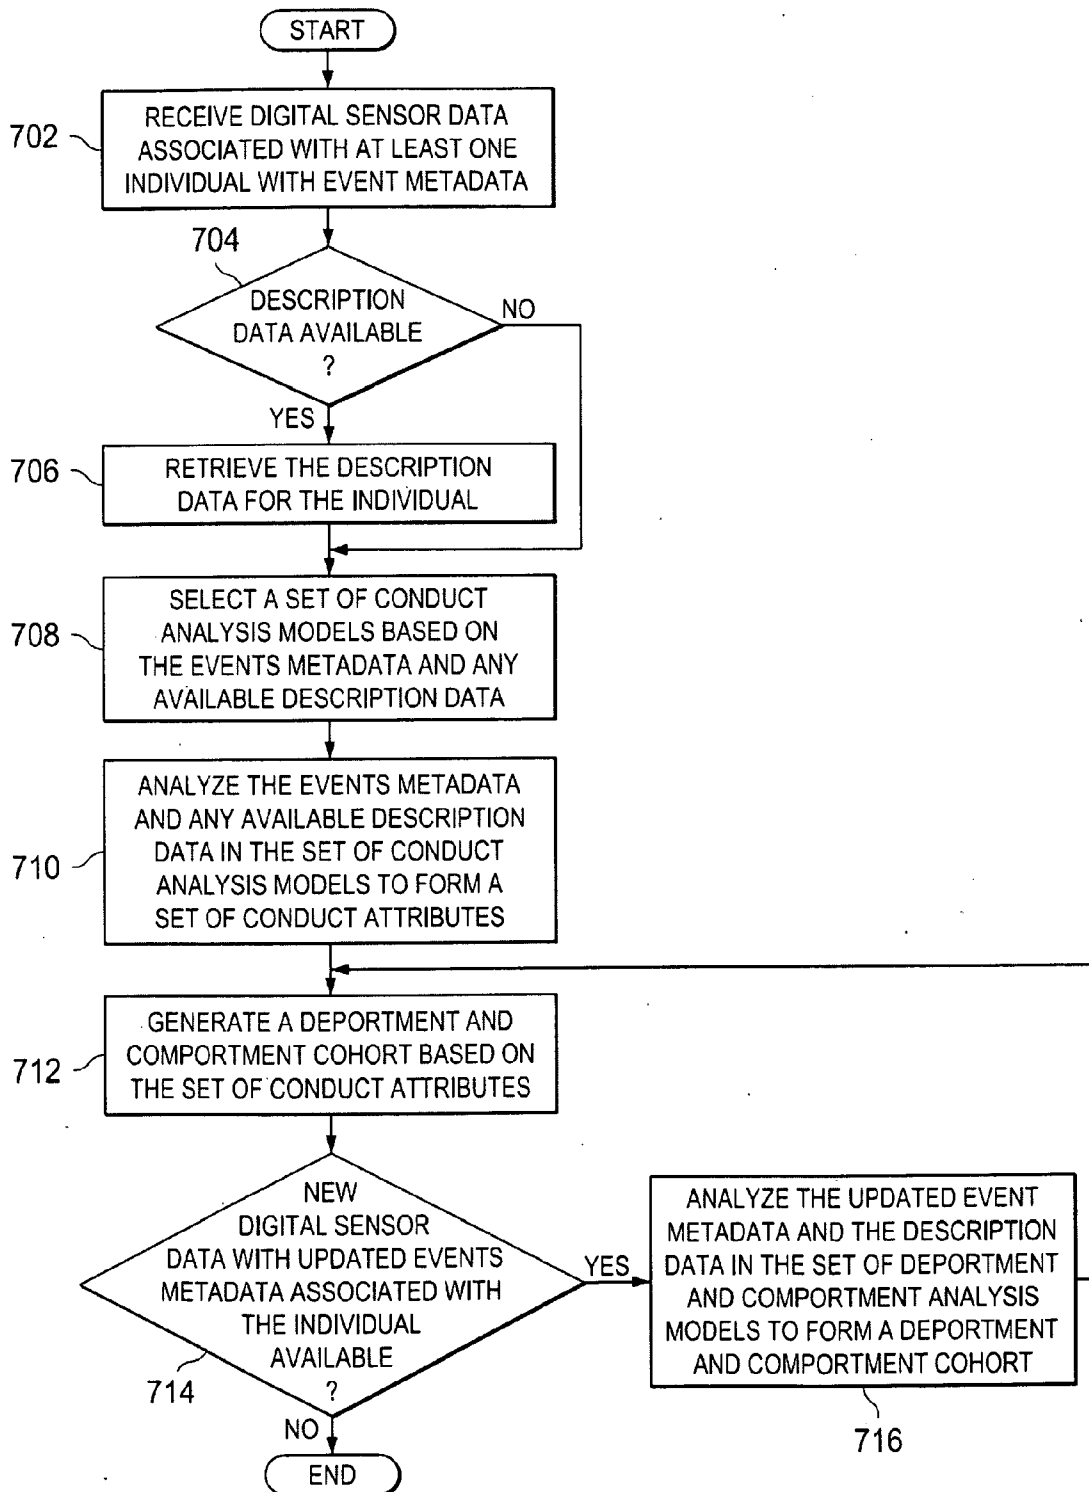 START
702
RECEIVE DIGITAL SENSOR DATA
ASSOCIATED WITH AT LEAST ONE
INDIVIDUAL WITH EVENT METADATA
704
DESCRIPTION
DATA AVAILABLE
?
NO
YES
706
RETRIEVE THE DESCRIPTION
DATA FOR THE INDIVIDUAL
708
SELECT A SET OF CONDUCT
ANALYSIS MODELS BASED ON
THE EVENTS METADATA AND ANY
AVAILABLE DESCRIPTION DATA
710
ANALYZE THE EVENTS METADATA
AND ANY AVAILABLE DESCRIPTION
DATA IN THE SET OF CONDUCT
ANALYSIS MODELS TO FORM A
SET OF CONDUCT ATTRIBUTES
712
GENERATE A DEPORTMENT AND
COMPORTMENT COHORT BASED ON
THE SET OF CONDUCT ATTRIBUTES
NEW
DIGITAL SENSOR
DATA WITH UPDATED EVENTS
METADATA ASSOCIATED WITH
THE INDIVIDUAL
AVAILABLE
?
714
YES
ANALYZE THE UPDATED EVENT
METADATA AND THE DESCRIPTION
DATA IN THE SET OF DEPORTMENT
AND COMPORTMENT ANALYSIS
MODELS TO FORM A DEPORTMENT
AND COMPORTMENT COHORT
716
NO
END